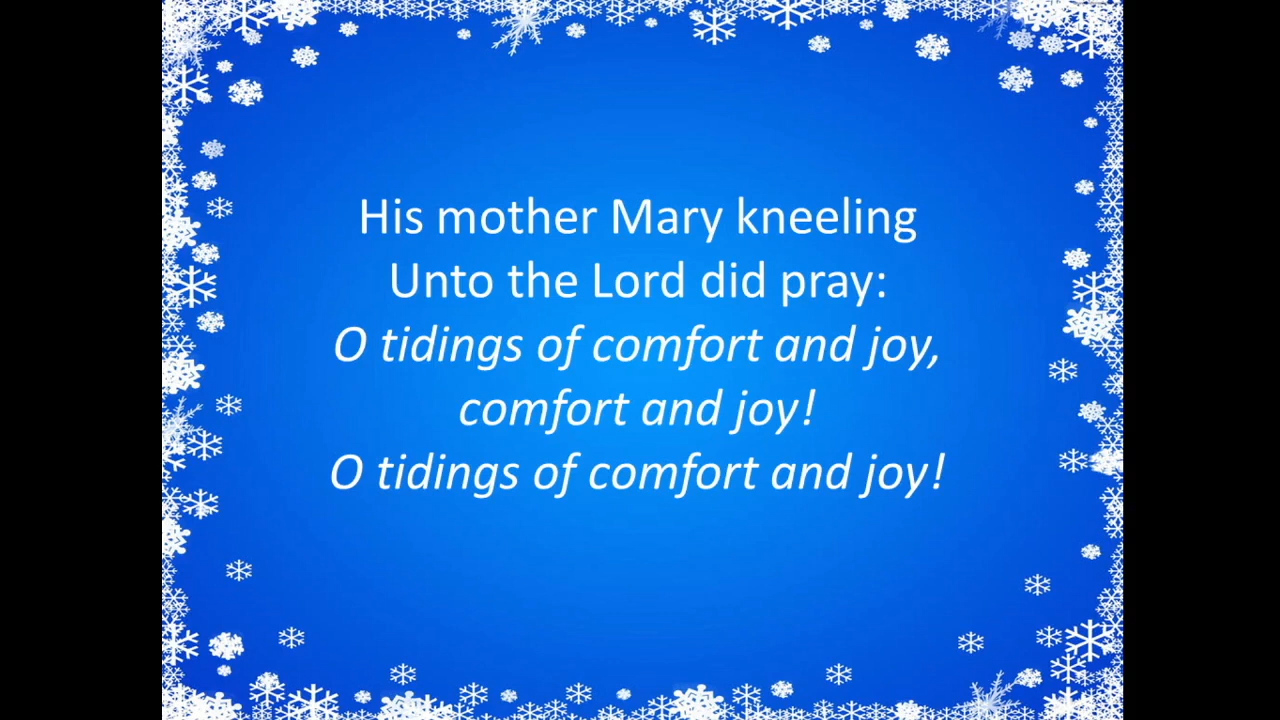 His mother Mary kneeling
Unto the Lord did pray:
O tidings of comfort and joy,
comfort and joy!
O tidings of comfort and joy!